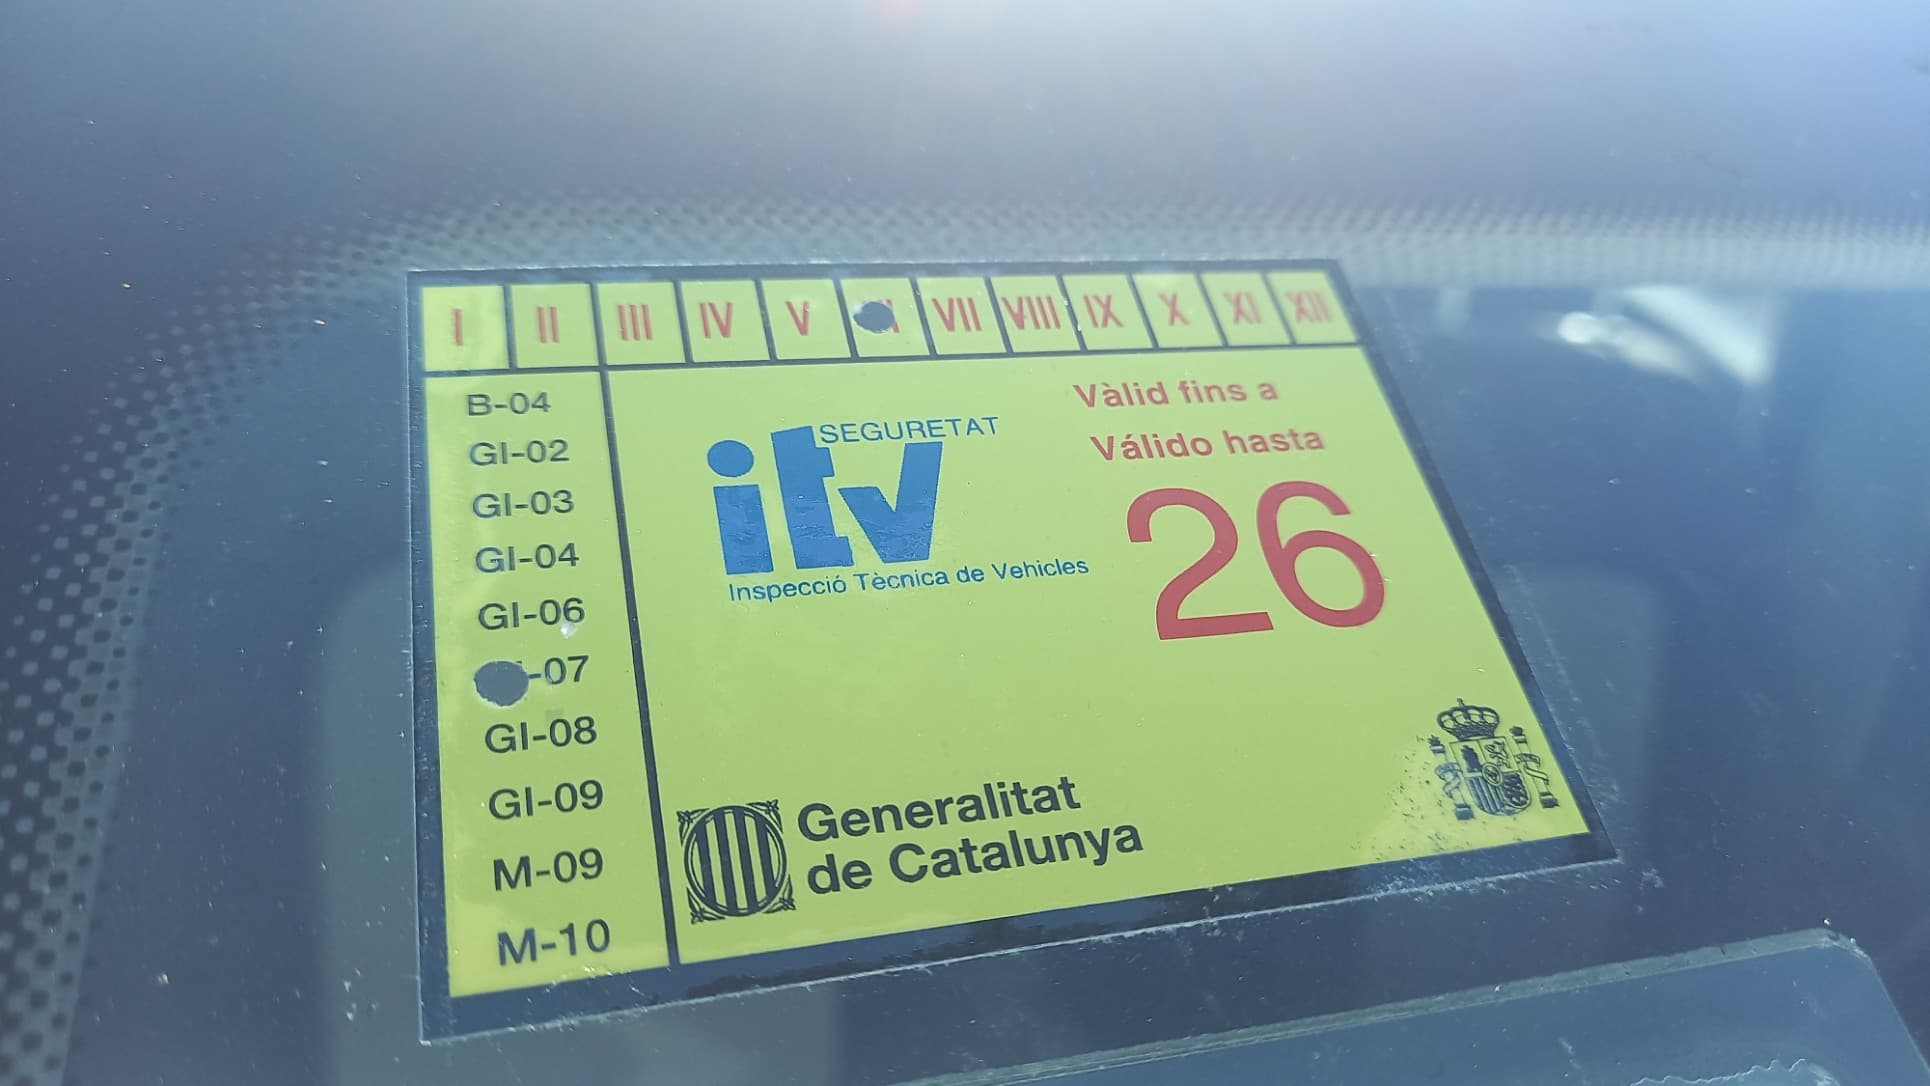 I II III IV V VII VIII IX X XI XII
B-04
GI-02
GI-03
GI-04
GI-06
-07
GI-08
GI-09
M-09
M-10
SEGURETAT
itv
Inspecció Tècnica de Vehicles
Vàlid fins a
Válido hasta
26
Generalitat
de Catalunya